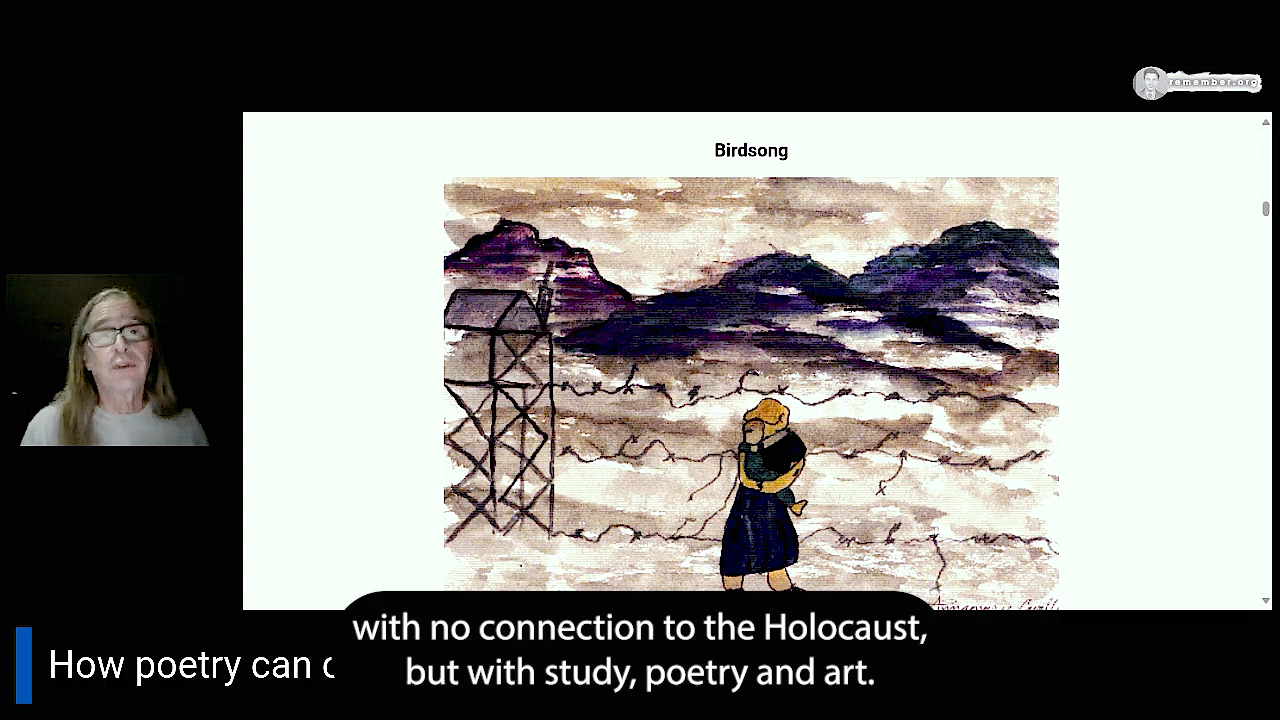 remember.org
Birdsong
with no connection to the Holocaust,
but with study, poetry and art.
How poetry can